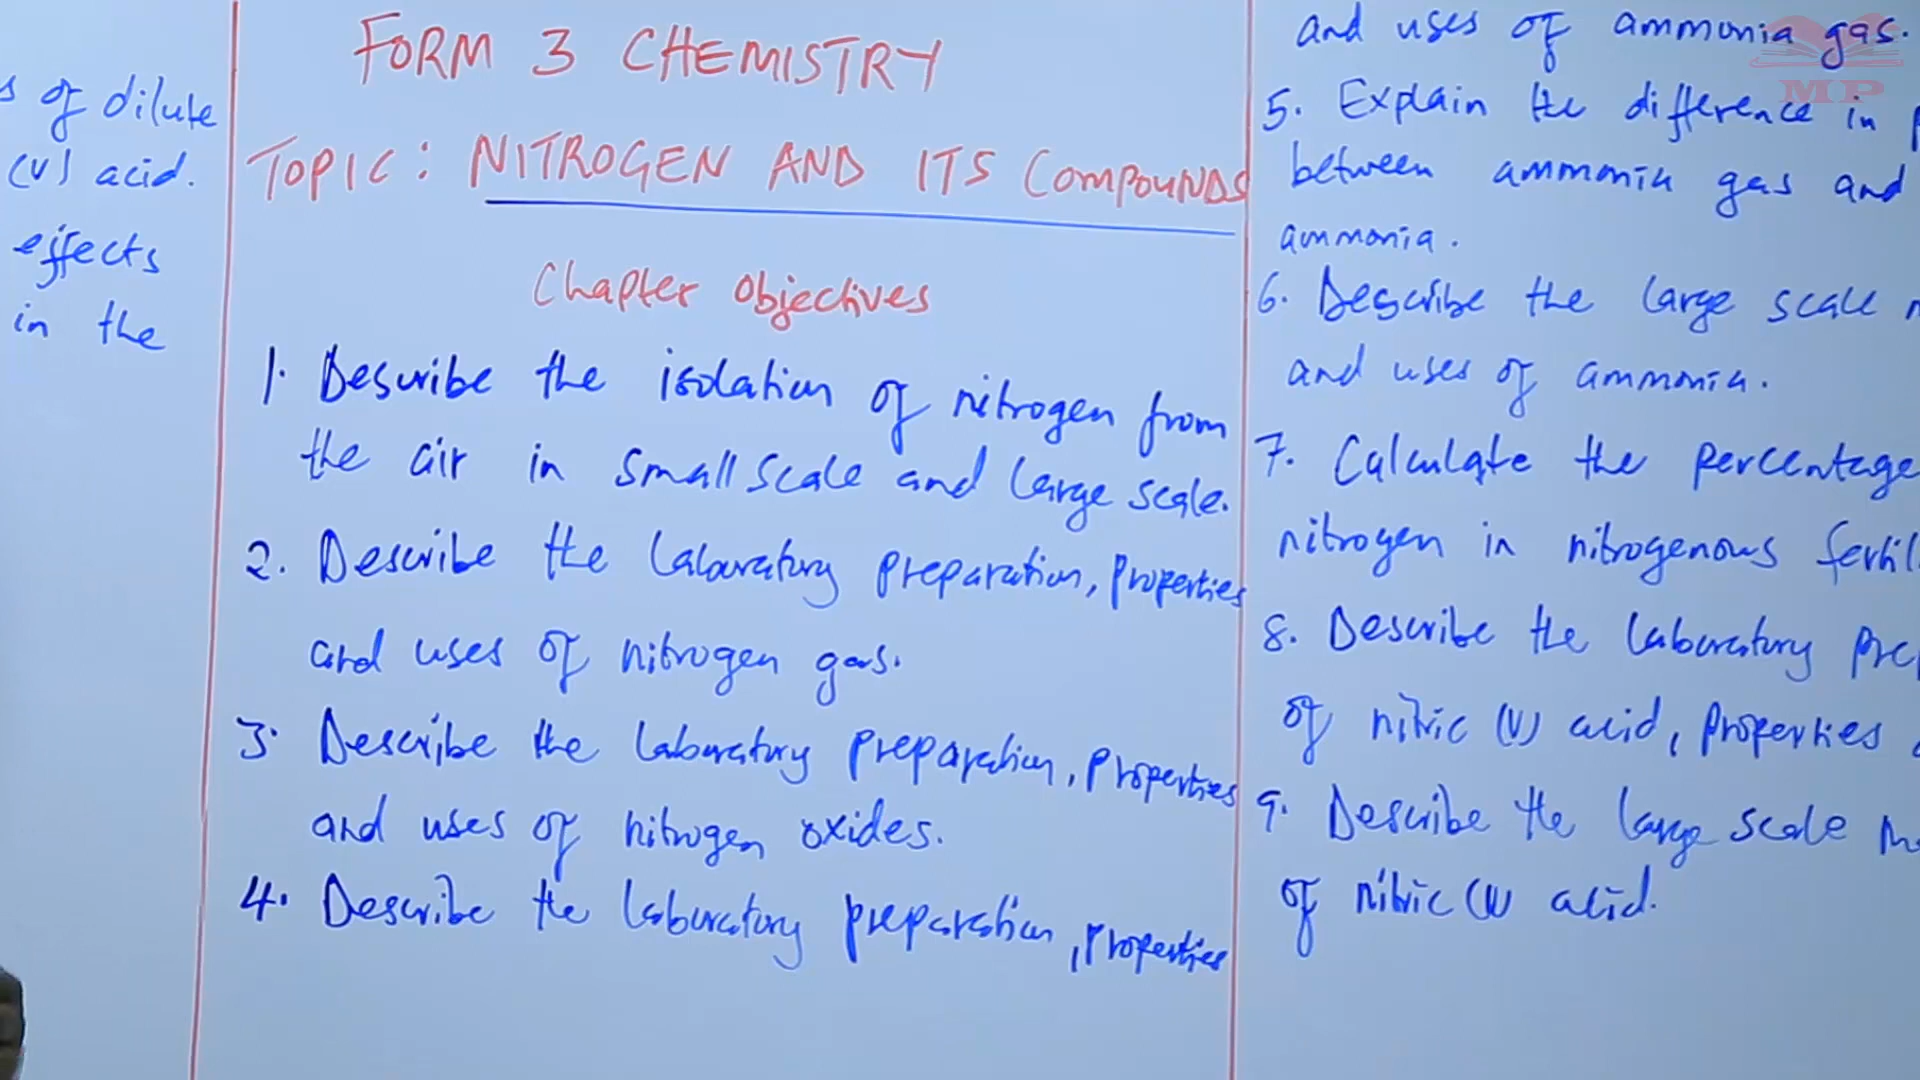 FORM 3 CHEMISTRY
TOPIC: NITROGEN AND ITS COMPOUNDS
Chapter Objectives
1. Describe the isolation of nitrogen from
the air in small scale and large scale.
2. Describe the laboratory preparation, properties
and uses of nitrogen gas.
3. Describe the laboratory preparation, properties
and uses of nitrogen oxides.
4. Describe the laboratory preparation, properties
and uses of ammonia gas.
5. Explain the difference in
between ammonia gas and
ammonia.
6. Describe the large scale
and uses of ammonia.
7. Calculate the percentage
nitrogen in nitrogenous fertil
8. Describe the laboratory prep
of nitric (V) acid, properties
9. Describe the large scale
of nitric (V) acid.
s of dilute
(V) acid.
effects
in the
MP